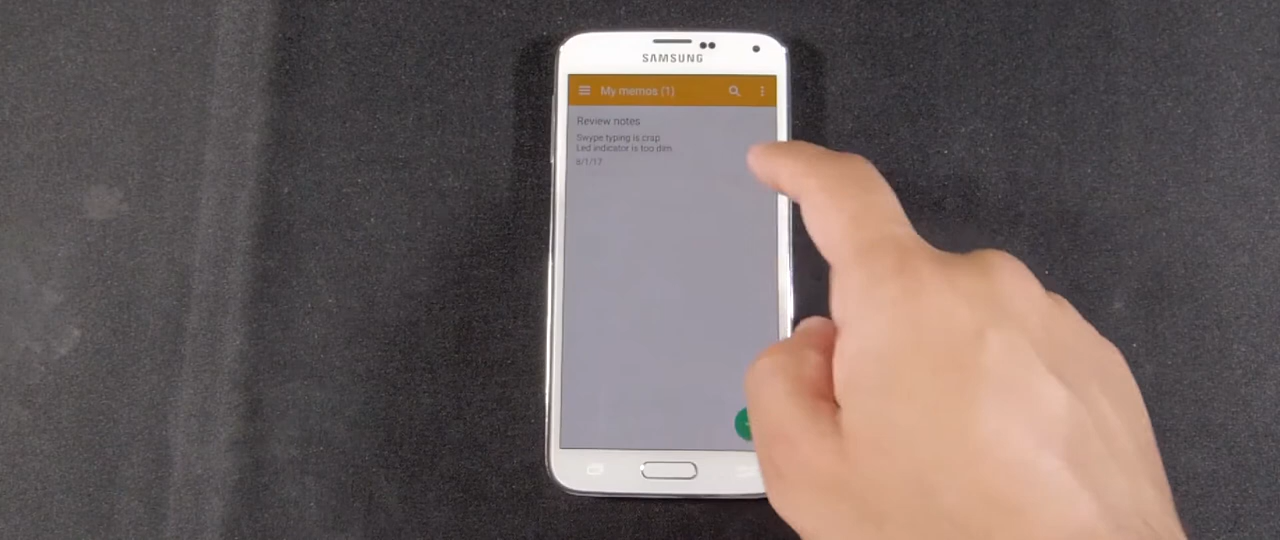 SAMSUNG
My memos (1)
Review notes
Swype typing is crap
Led indicator is too dim.
8/1/17